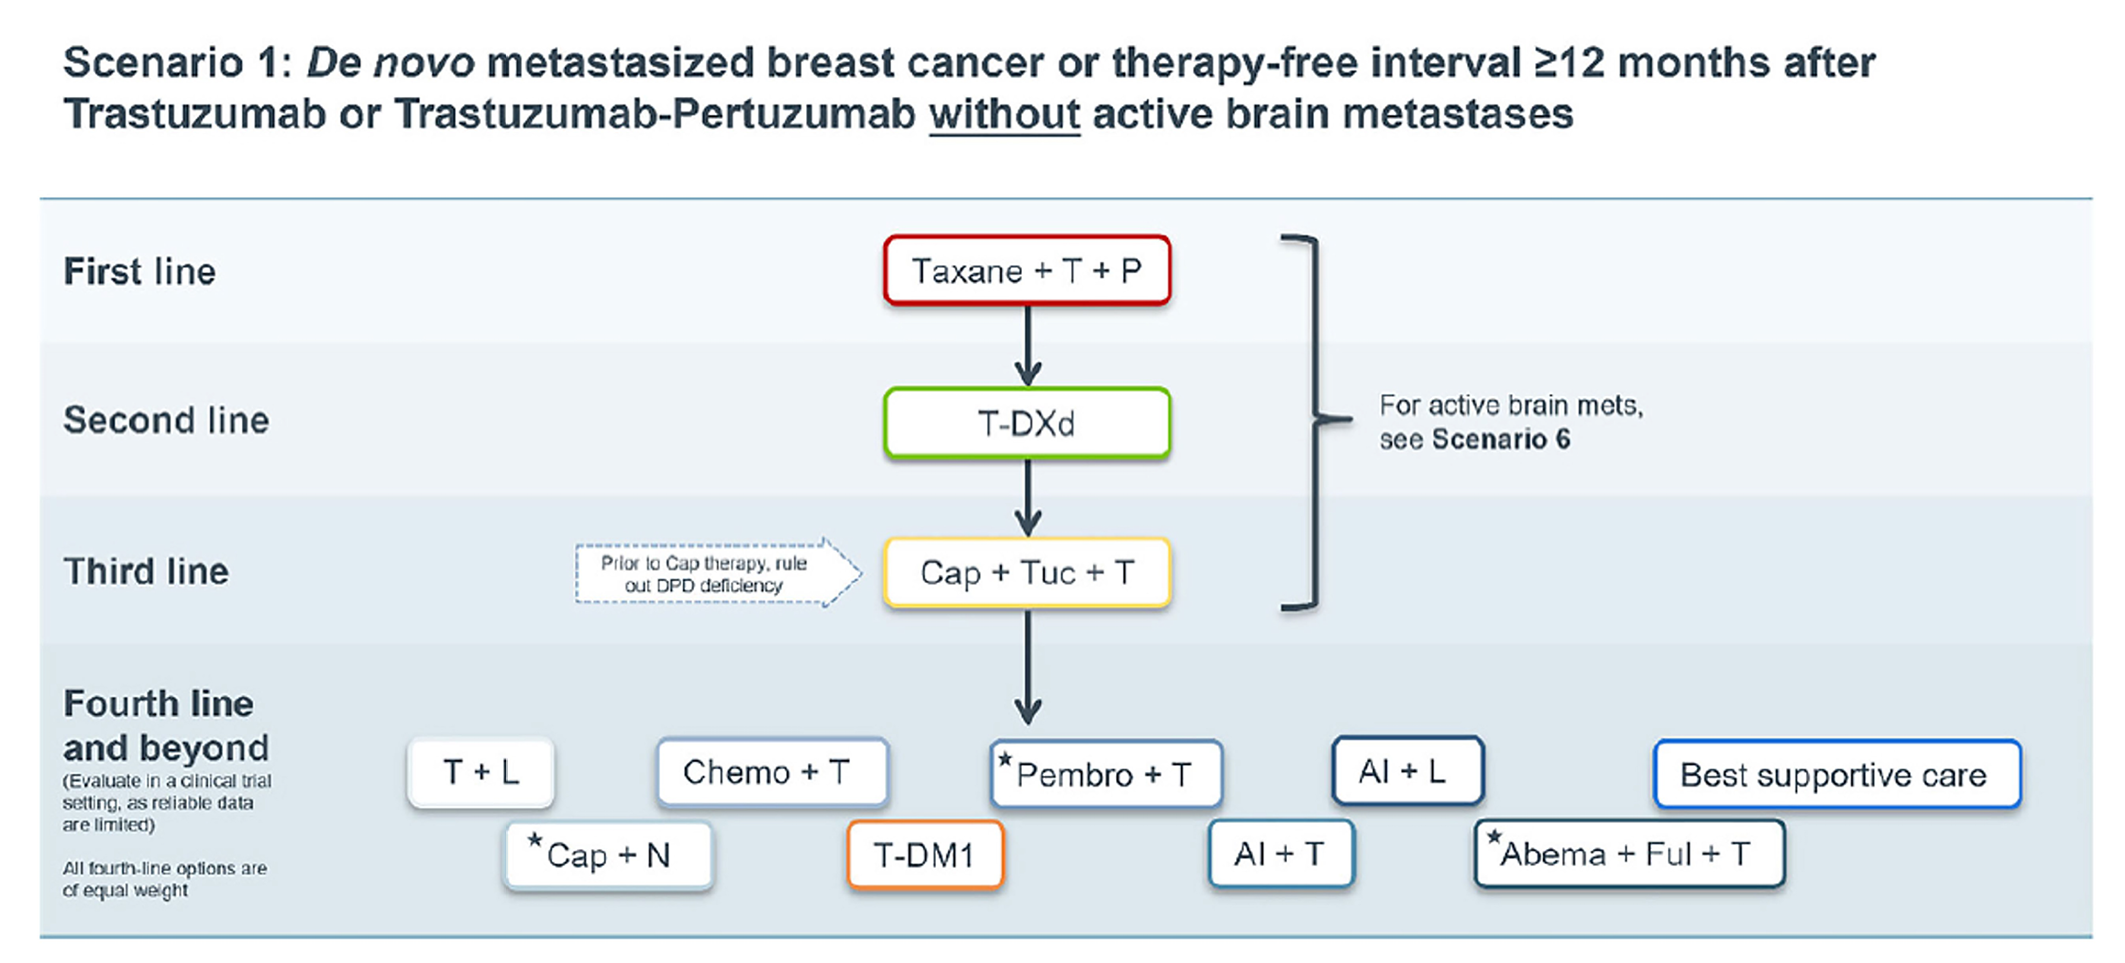 Scenario 1: De novo metastasized breast cancer or therapy-free interval ≥12 months after
Trastuzumab or Trastuzumab-Pertuzumab without active brain metastases
First line
Taxane + T + P
Second line
T-DXd
For active brain mets,
see Scenario 6
Third line
Prior to Cap therapy, rule
out DPD deficiency
Cap + Tuc + T
Fourth line
and beyond
(Evaluate in a clinical trial
setting, as reliable data
are limited)
All fourth-line options are
of equal weight
T + L
Chemo + T
★Pembro + T
AI + L
Best supportive care
★Cap + N
T-DM1
AI + T
★Abema + Ful + T